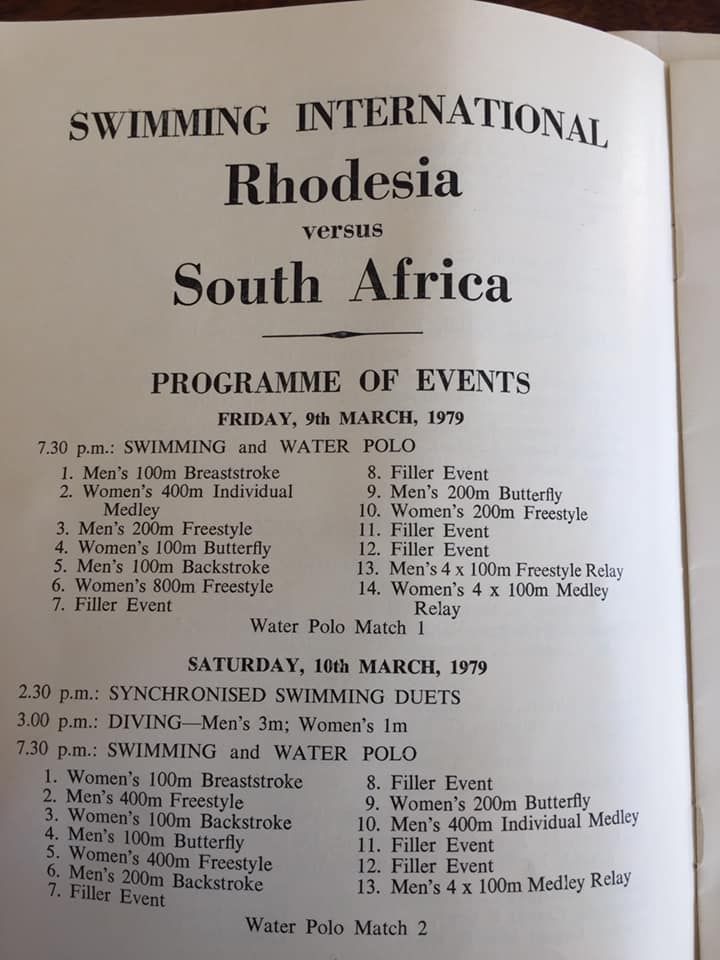 SWIMMING INTERNATIONAL
Rhodesia
versus
South Africa
PROGRAMME OF EVENTS
FRIDAY, 9th MARCH, 1979
7.30 p.m.: SWIMMING and WATER POLO
1. Men's 100m Breaststroke
2. Women's 400m Individual
Medley
3. Men's 200m Freestyle
4. Women's 100m Butterfly
5. Men's 100m Backstroke
6. Women's 800m Freestyle
7. Filler Event
8. Filler Event
9. Men's 200m Butterfly
10. Women's 200m Freestyle
11. Filler Event
12. Filler Event
13. Men's 4 x 100m Freestyle Relay
14. Women's 4 x 100m Medley
Relay
Water Polo Match 1
SATURDAY, 10th MARCH, 1979
2.30 p.m.: SYNCHRONISED SWIMMING DUETS
3.00 p.m.: DIVING—Men's 3m; Women's 1m
7.30 p.m.: SWIMMING and WATER POLO
1. Women's 100m Breaststroke
2. Men's 400m Freestyle
3. Women's 100m Backstroke
4. Men's 100m Butterfly
5. Women's 400m Freestyle
6. Men's 200m Backstroke
7. Filler Event
8. Filler Event
9. Women's 200m Butterfly
10. Men's 400m Individual Medley
11. Filler Event
12. Filler Event
13. Men's 4 x 100m Medley Relay
Water Polo Match 2